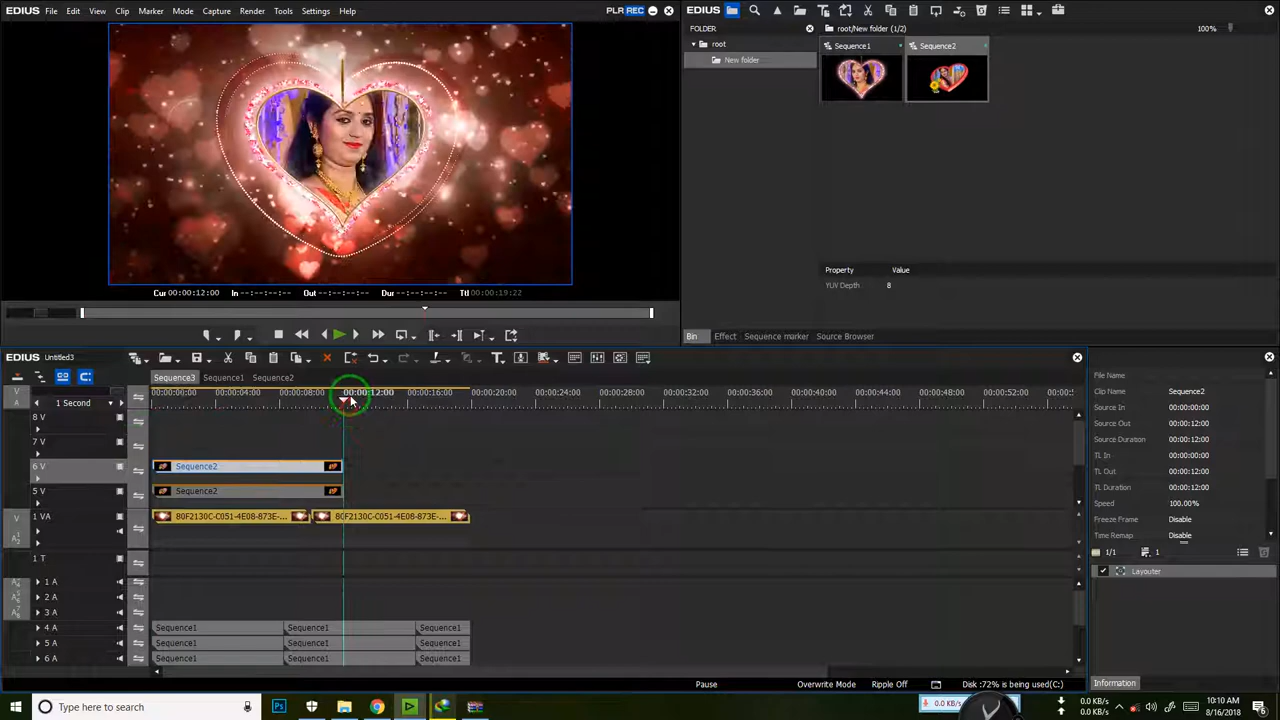 EDIUS File Edit View Clip Marker Mode Capture Render Tools Settings Help PLR REC
FOLDER
root
New folder
root/New folder (1/2)
100%
Sequence1
Sequence2
Property Value
YUV Depth 8
Cur 00:00:12:00 In --:--:--:-- Out --:--:--:-- Dur --:--:--:-- Ttl 00:00:19:22
Bin Effect Sequence marker Source Browser
EDIUS Untitled3
Sequence3 Sequence1 Sequence2
V
A
1 Second
00:00:00:00 00:00:04:00 00:00:08:00 00:00:12:00 00:00:16:00 00:00:20:00 00:00:24:00 00:00:28:00 00:00:32:00 00:00:36:00 00:00:40:00 00:00:44:00 00:00:48:00 00:00:52:00
8 V
7 V
6 V Sequence2
5 V Sequence2
V 1 VA 80F2130C-C051-4E08-873E-... 80F2130C-C051-4E08-873E-...
1 T
1 A
2 A
3 A
4 A Sequence1 Sequence1 Sequence1
5 A Sequence1 Sequence1 Sequence1
6 A Sequence1 Sequence1 Sequence1
File Name
Clip Name Sequence2
Source In 00:00:00:00
Source Out 00:00:12:00
Source Duration 00:00:12:00
TL In 00:00:00:00
TL Out 00:00:12:00
TL Duration 00:00:12:00
Speed 100.00%
Freeze Frame Disable
Time Remap Disable
1/1 1
Layouter
Information
Pause Overwrite Mode Ripple Off Disk :72% is being used(C:)
Type here to search
0.0 KB/s
0.0 KB/s
0.0 KB/s
10:10 AM
8/16/2018